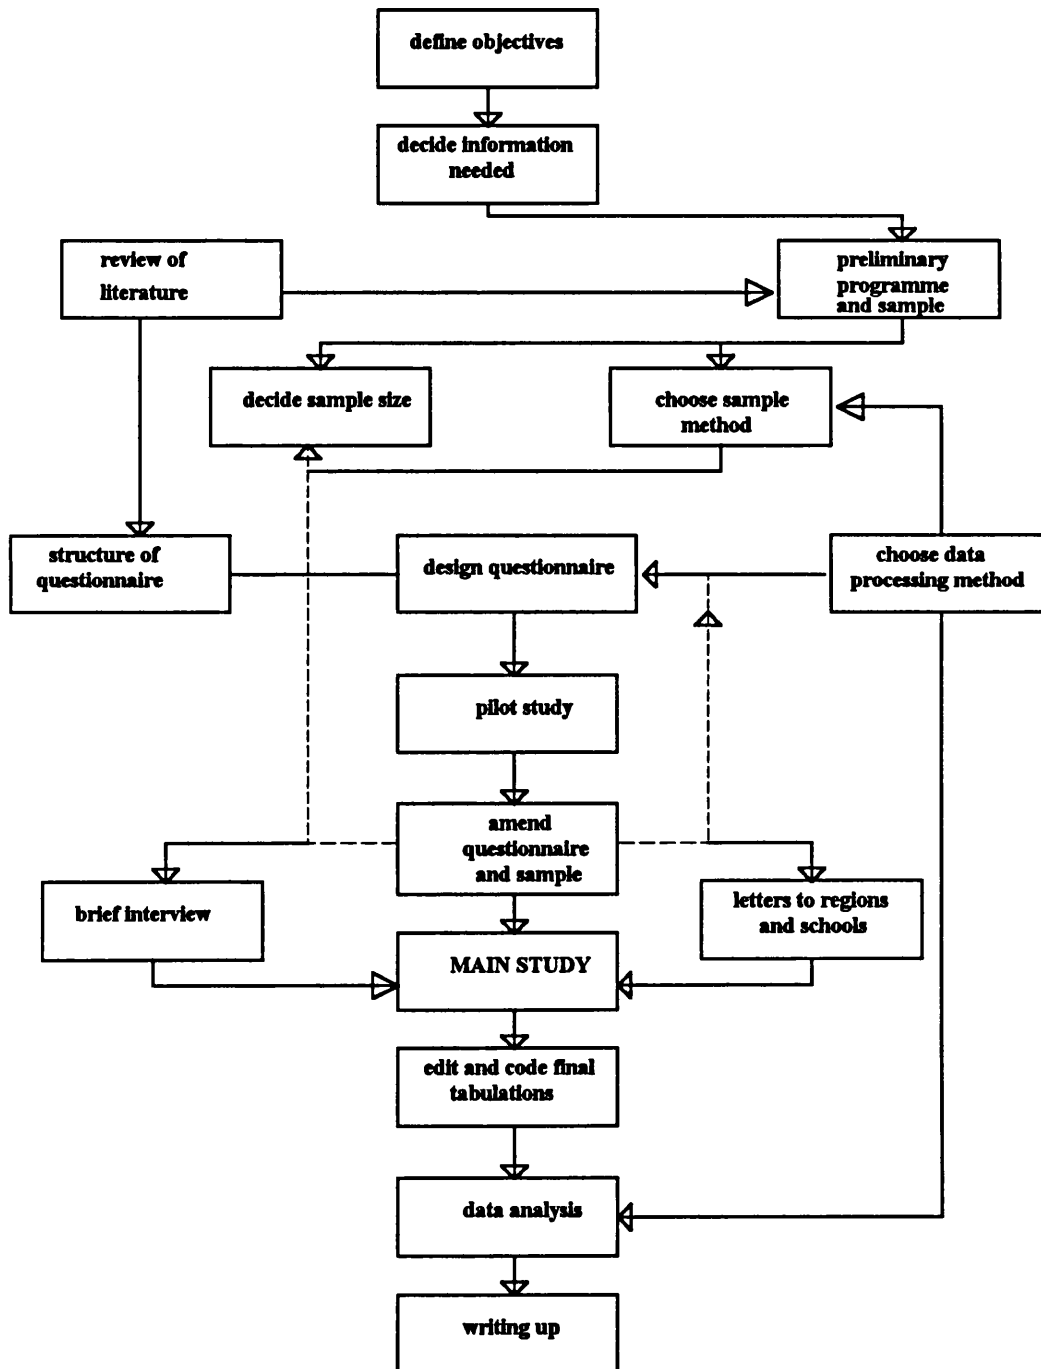 define objectives
decide information
needed
review of
literature
preliminary
programme
and sample
decide sample size
choose sample
method
structure of
questionnaire
design questionnaire
choose data
processing method
pilot study
amend
questionnaire
and sample
brief interview
letters to regions
and schools
MAIN STUDY
edit and code final
tabulations
data analysis
writing up